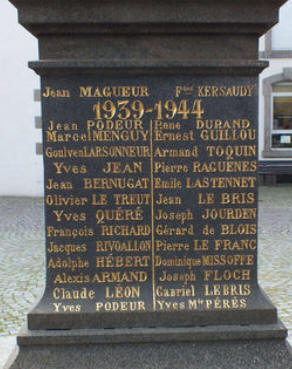 Jean MAGUEUR Fçois KERSAUDY
1939-1944
Jean PODEUR René DURAND
Marcel MENGUY Ernest GUILLOU
Goulven LARSONNEUR Armand TOQUIN
Yves JEAN Pierre RAGUENES
Jean BERNUGAT Emile LASTENNET
Olivier LE TREUT Jean LE BRIS
Yves QUÉRÉ Joseph JOURDEN
François RICHARD Gérard de BLOIS
Jacques RIVOALLON Pierre LE FRANC
Adolphe HÉBERT Dominique MISSOFFE
Alexis ARMAND Joseph FLOCH
Claude LÉON Gabriel LEBRIS
Yves PODEUR Yves Mie PÉRÈS